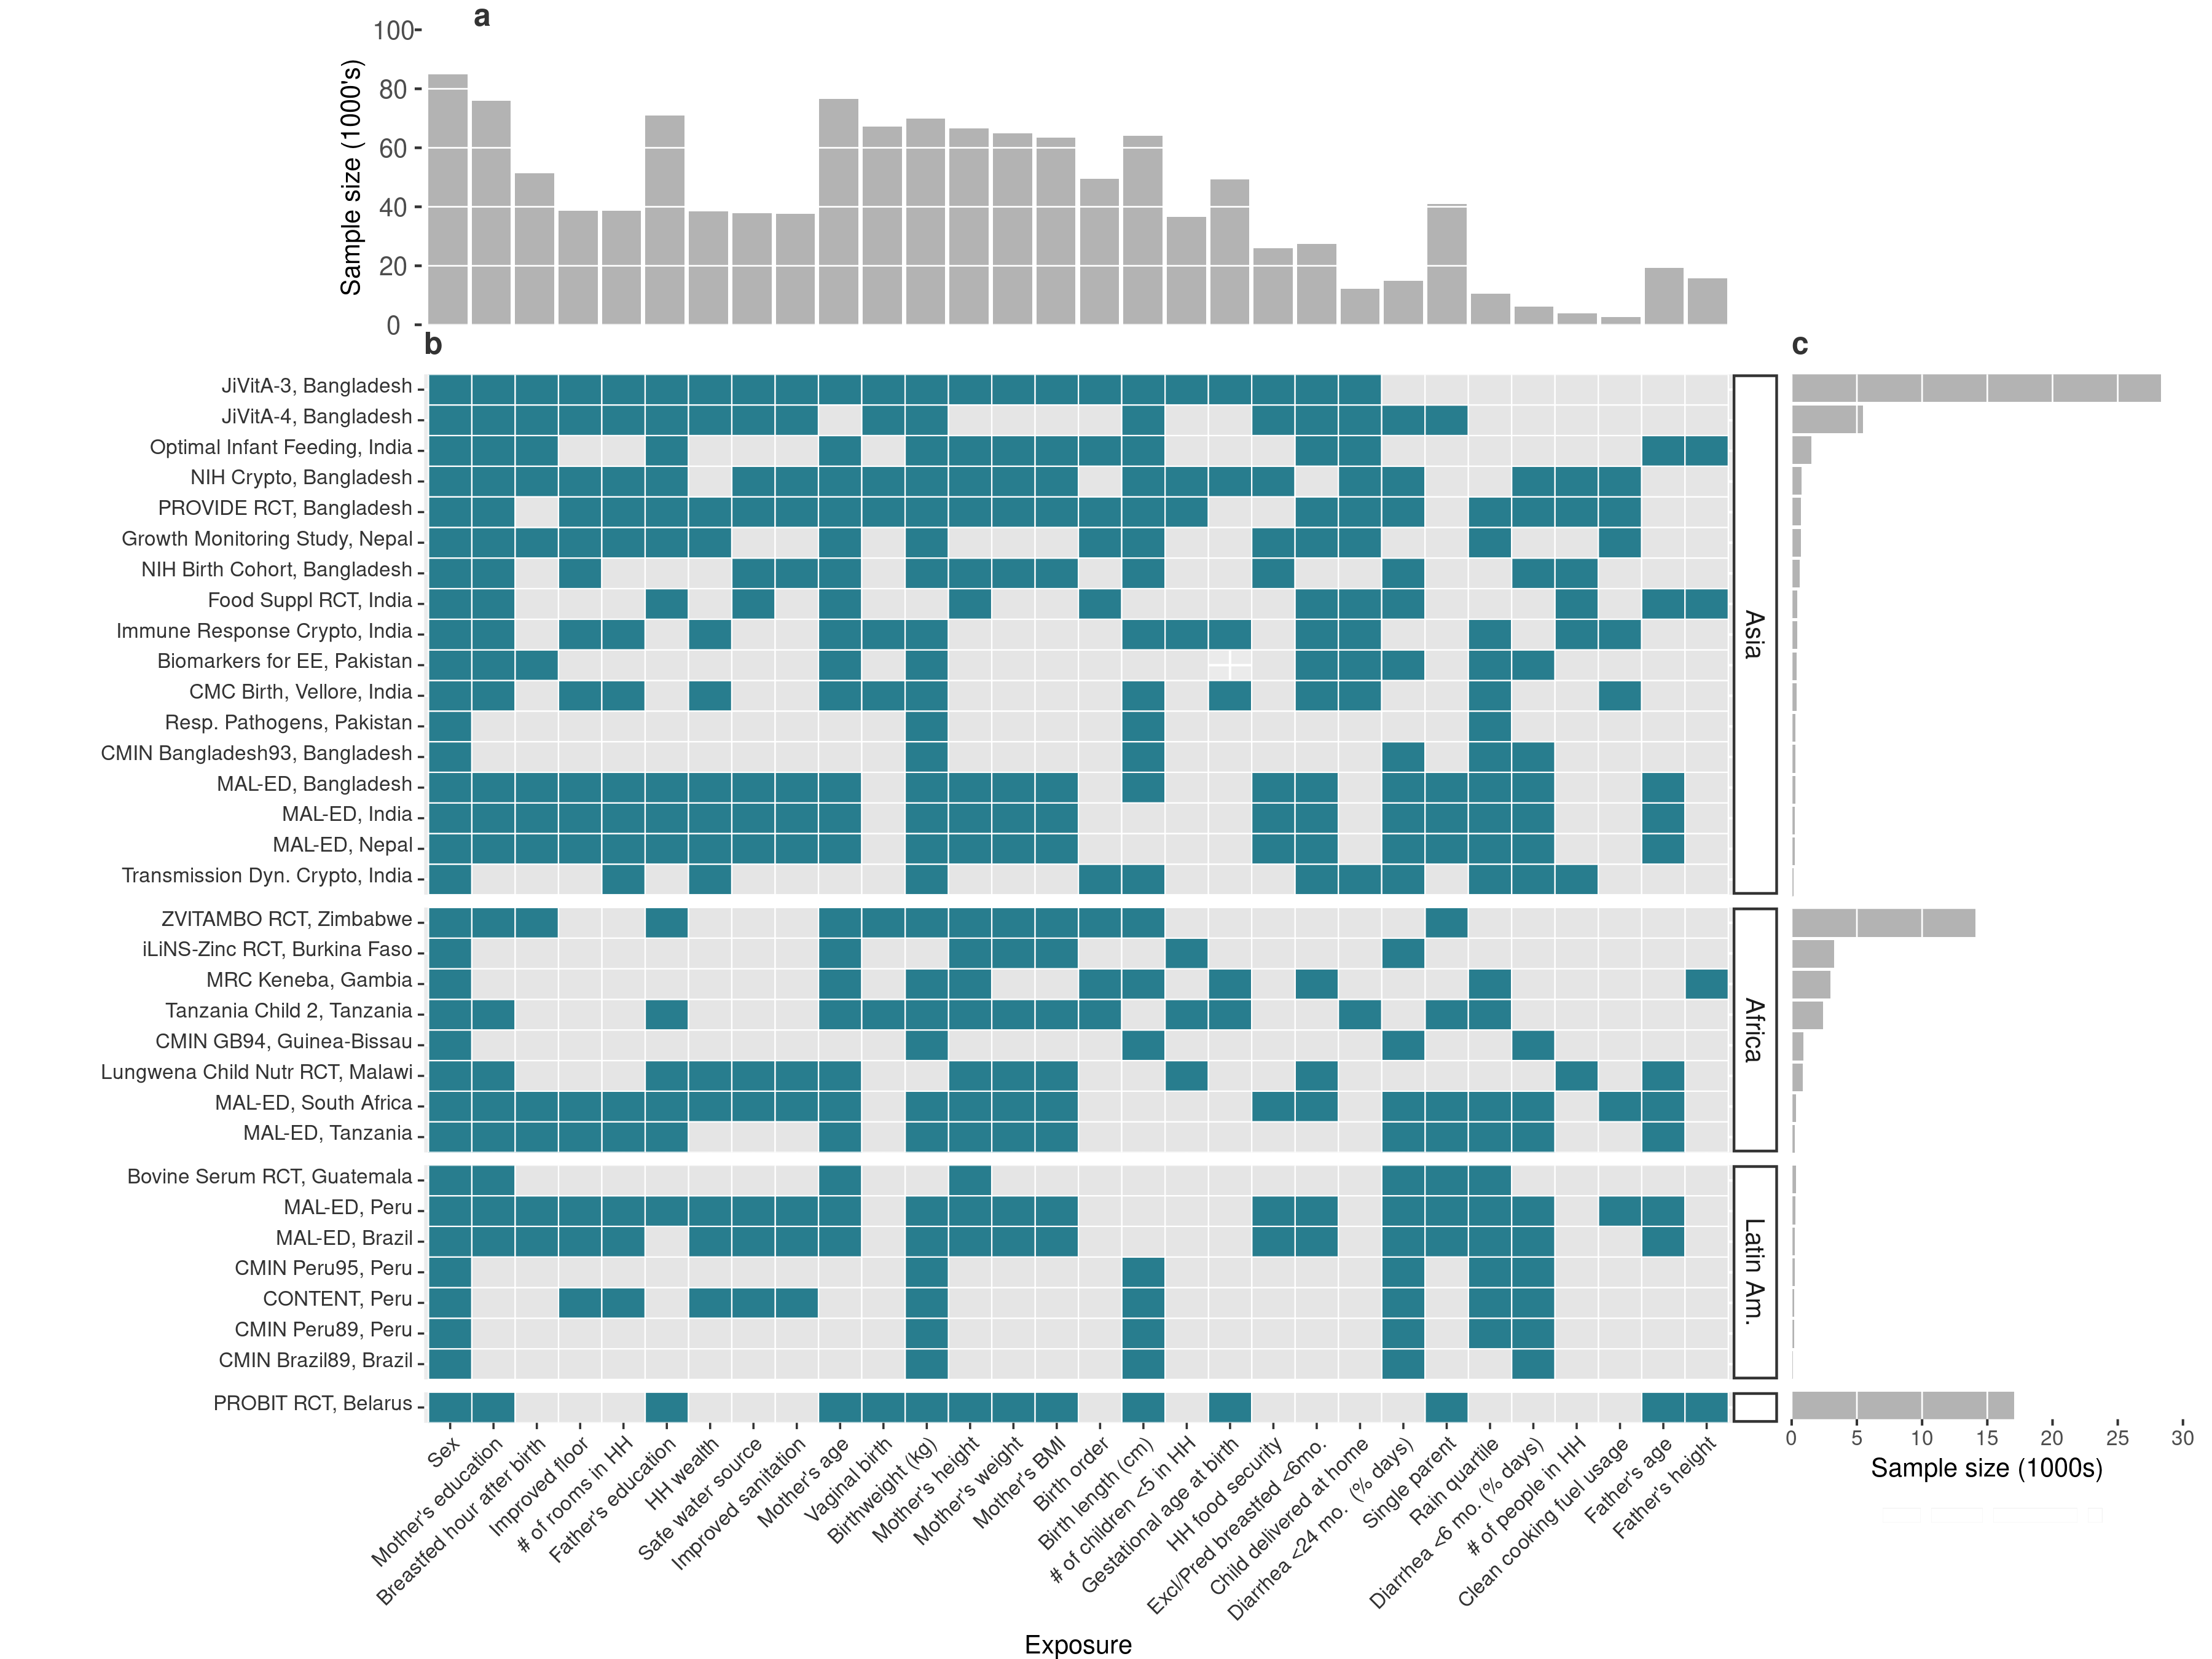 a
100
80
60
40
20
0
Sample size (1000's)
b
c
JiVitA-3, Bangladesh
JiVitA-4, Bangladesh
Optimal Infant Feeding, India
NIH Crypto, Bangladesh
PROVIDE RCT, Bangladesh
Growth Monitoring Study, Nepal
NIH Birth Cohort, Bangladesh
Food Suppl RCT, India
Immune Response Crypto, India
Biomarkers for EE, Pakistan
CMC Birth, Vellore, India
Resp. Pathogens, Pakistan
CMIN Bangladesh93, Bangladesh
MAL-ED, Bangladesh
MAL-ED, India
MAL-ED, Nepal
Transmission Dyn. Crypto, India
Asia
ZVITAMBO RCT, Zimbabwe
iLiNS-Zinc RCT, Burkina Faso
MRC Keneba, Gambia
Tanzania Child 2, Tanzania
CMIN GB94, Guinea-Bissau
Lungwena Child Nutr RCT, Malawi
MAL-ED, South Africa
MAL-ED, Tanzania
Africa
Bovine Serum RCT, Guatemala
MAL-ED, Peru
MAL-ED, Brazil
CMIN Peru95, Peru
CONTENT, Peru
CMIN Peru89, Peru
CMIN Brazil89, Brazil
Latin Am.
PROBIT RCT, Belarus
Sex
Mother's education
Breastfed hour after birth
Improved floor
# of rooms in HH
Father's education
HH wealth
Safe water source
Improved sanitation
Mother's age
Vaginal birth
Birthweight (kg)
Mother's height
Mother's weight
Mother's BMI
Birth order
Birth length (cm)
# of children <5 in HH
Gestational age at birth
HH food security
Excl/Pred breastfed <6mo.
Child delivered at home
Diarrhea <24 mo. (% days)
Single parent
Rain quartile
Diarrhea <6 mo. (% days)
# of people in HH
Clean cooking fuel usage
Father's age
Father's height
Exposure
0 5 10 15 20 25 30
Sample size (1000s)